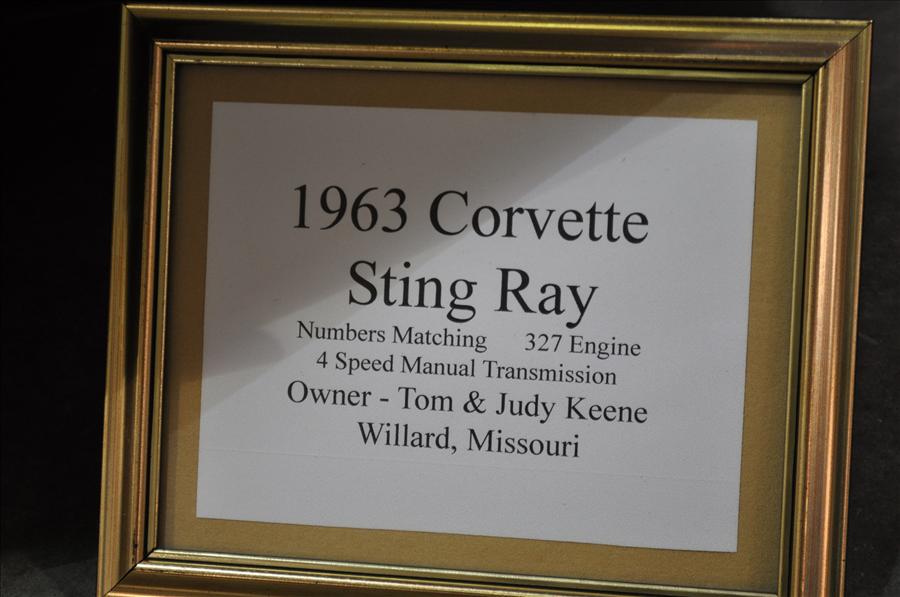 1963 Corvette
Sting Ray
Numbers Matching 327 Engine
4 Speed Manual Transmission
Owner - Tom & Judy Keene
Willard, Missouri